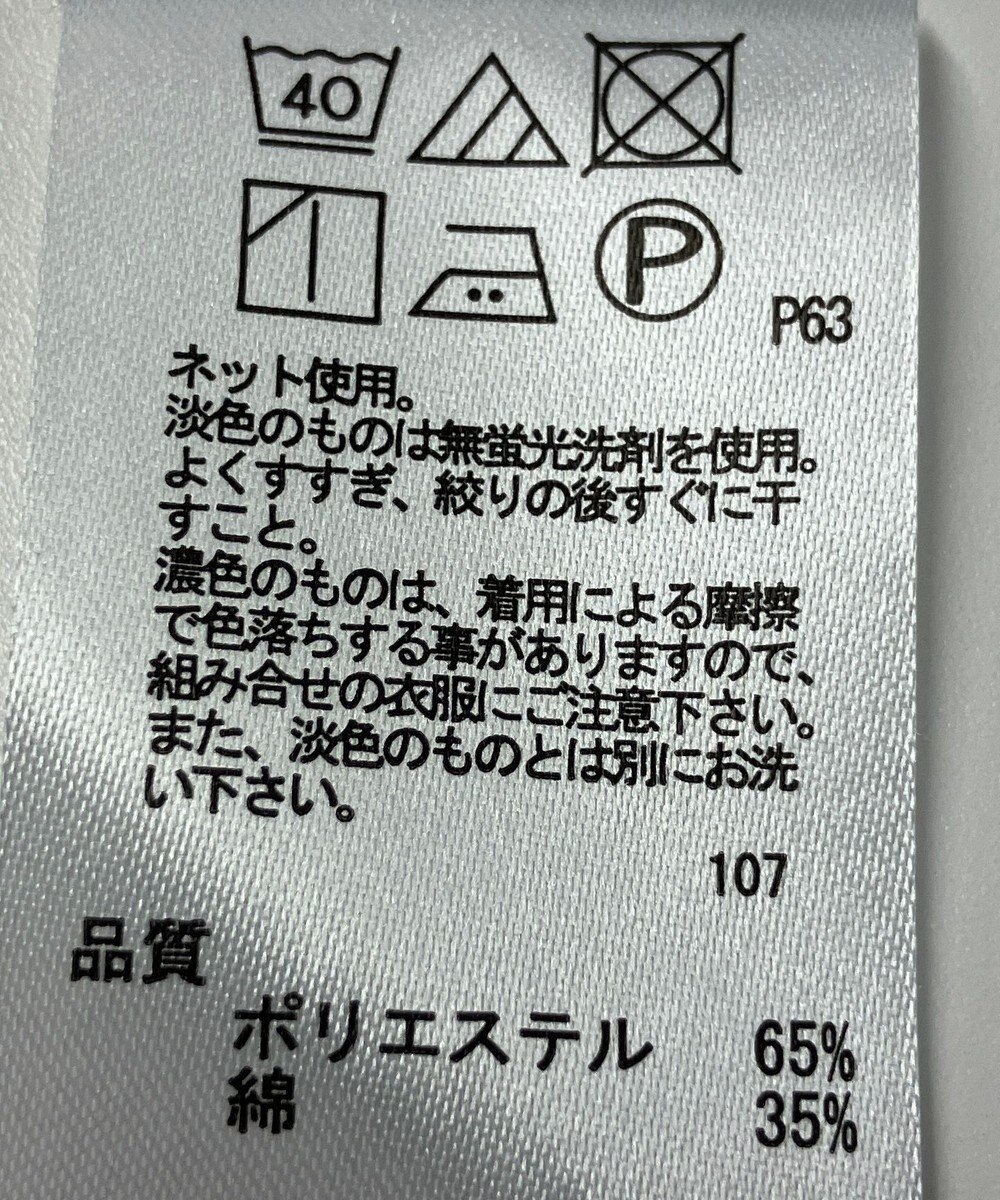 40
P
P63
ネット使用。
淡色のものは無蛍光洗剤を使用。
よくすすぎ、絞りの後すぐに干
すこと。
濃色のものは、着用による摩擦
で色落ちする事がありますので、
組み合せの衣服にご注意下さい。
また、淡色のものとは別にお洗
い下さい。
107
品質
ポリエステル 65%
綿 35%